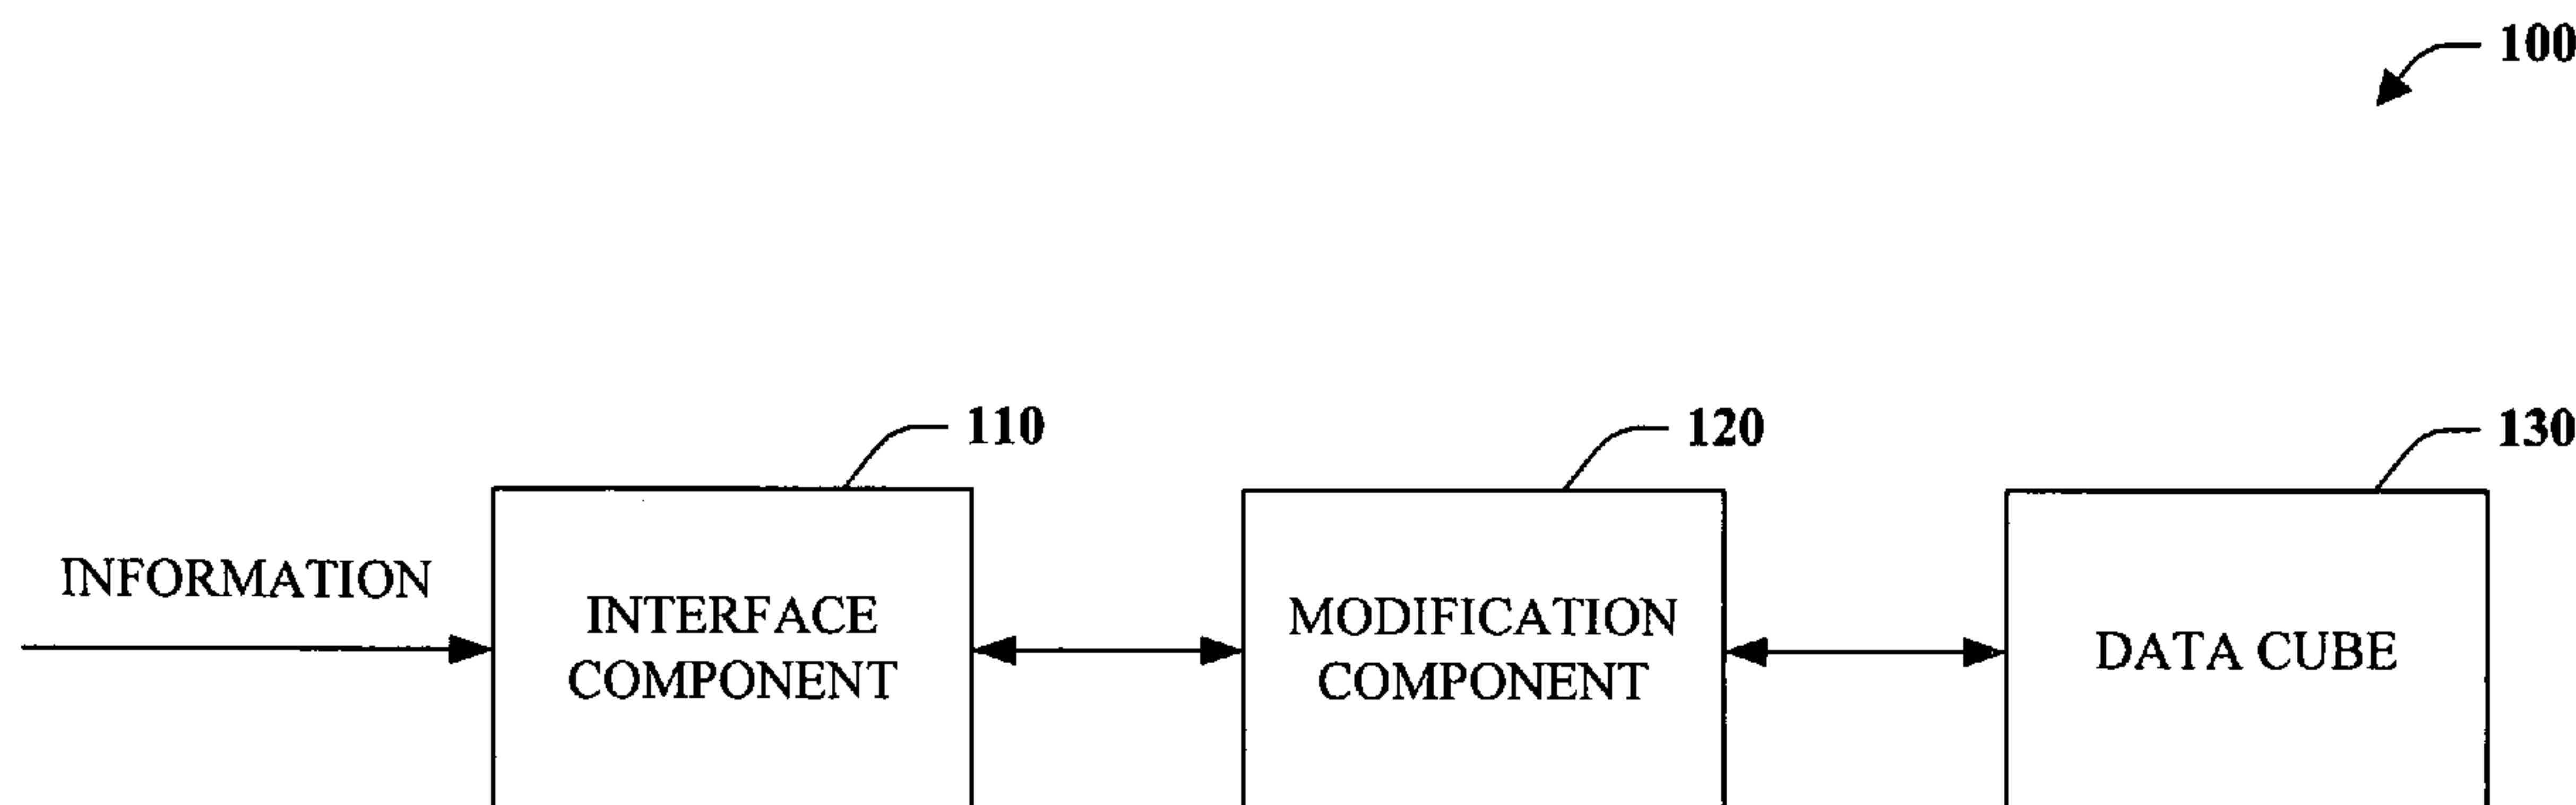 100
110
120
130
INFORMATION
INTERFACE
COMPONENT
MODIFICATION
COMPONENT
DATA CUBE